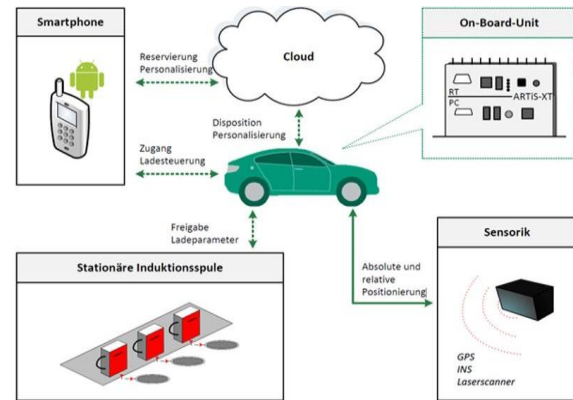 Smartphone
Cloud
On-Board-Unit
Reservierung
Personalisierung
RT
PC
ARTiS-XT
Disposition
Personalisierung
Zugang
Ladesteuerung
Freigabe
Ladeparameter
Stationäre Induktionsspule
Absolute und
relative
Positionierung
Sensorik
GPS
INS
Laserscanner